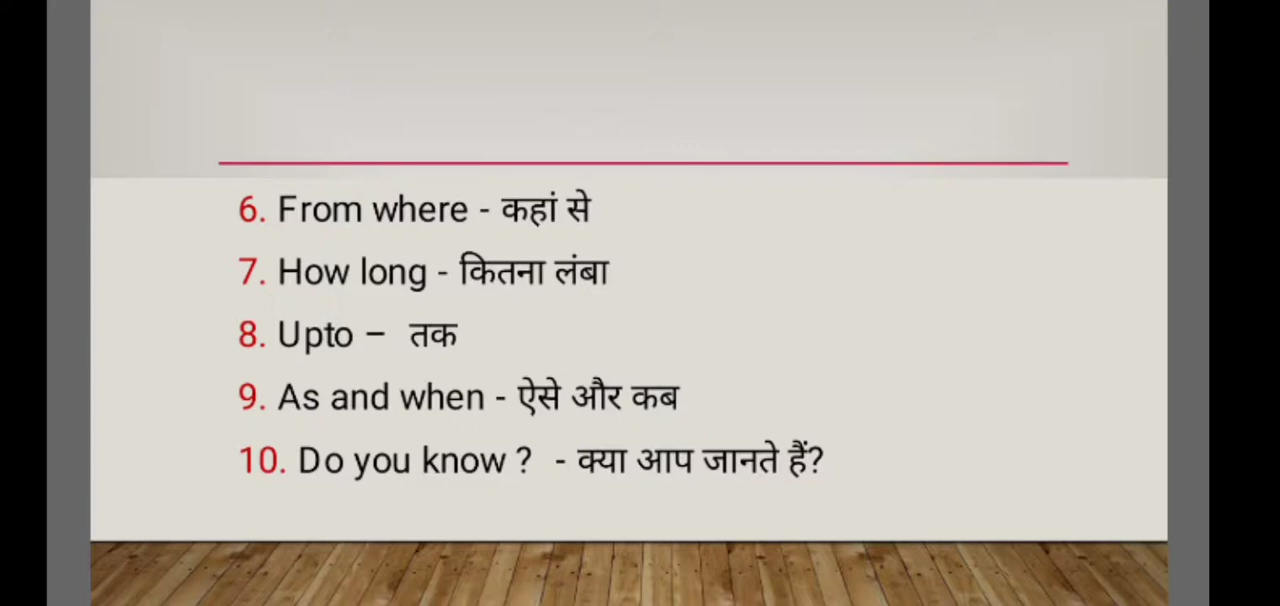 6. From where - कहां से
7. How long - कितना लंबा
8. Upto – तक
9. As and when - ऐसे और कब
10. Do you know ? - क्या आप जानते हैं?